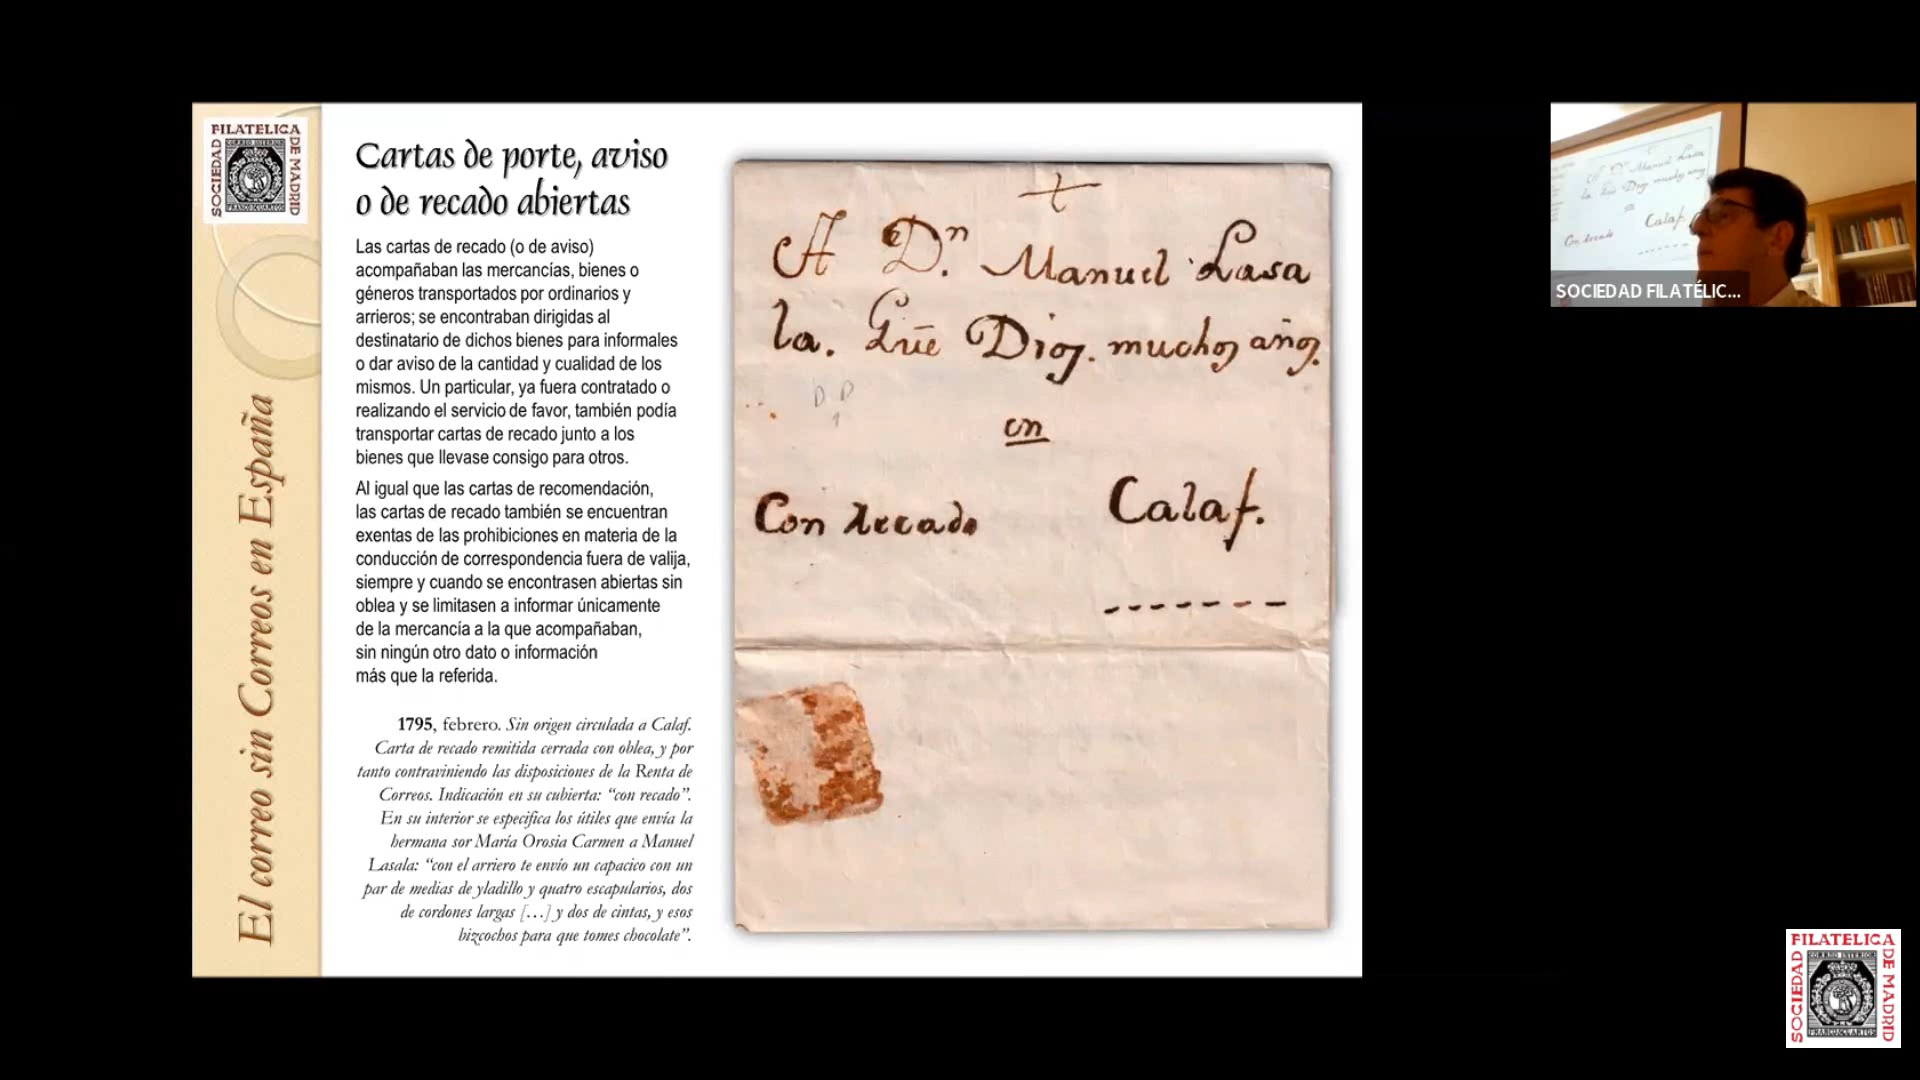 SOCIEDAD FILATELICA DE MADRID
El correo sin Correos en España
Cartas de porte, aviso
o de recado abiertas
Las cartas de recado (o de aviso)
acompañaban las mercancías, bienes o
géneros transportados por ordinarios y
arrieros; se encontraban dirigidas al
destinatario de dichos bienes para informales
o dar aviso de la cantidad y cualidad de los
mismos. Un particular, ya fuera contratado o
realizando el servicio de favor, también podía
transportar cartas de recado junto a los
bienes que llevase consigo para otros.
Al igual que las cartas de recomendación,
las cartas de recado también se encuentran
exentas de las prohibiciones en materia de la
conducción de correspondencia fuera de valija,
siempre y cuando se encontrasen abiertas sin
oblea y se limitasen a informar únicamente
de la mercancía a la que acompañaban,
sin ningún otro dato o información
más que la referida.
1795, febrero. Sin origen circulada a Calaf.
Carta de recado remitida cerrada con oblea, y por
tanto contraviniendo las disposiciones de la Renta de
Correos. Indicación en su cubierta: “con recado”.
En su interior se especifica los útiles que envía la
hermana sor María Orosia Carmen a Manuel
Lasala: “con el arriero te envío un capacico con un
par de medias de yladillo y quatro escapularios, dos
de cordones largas […] y dos de cintas, y esos
bizcochos para que tomes chocolate”.
A Dn. Manuel Lasa
la. Gũe Dios. muchos años.
en
Con recado Calaf.
SOCIEDAD FILATÉLIC...
SOCIEDAD FILATELICA DE MADRID
CORREO INTERIOR
FRANCO 3 CUARTOS